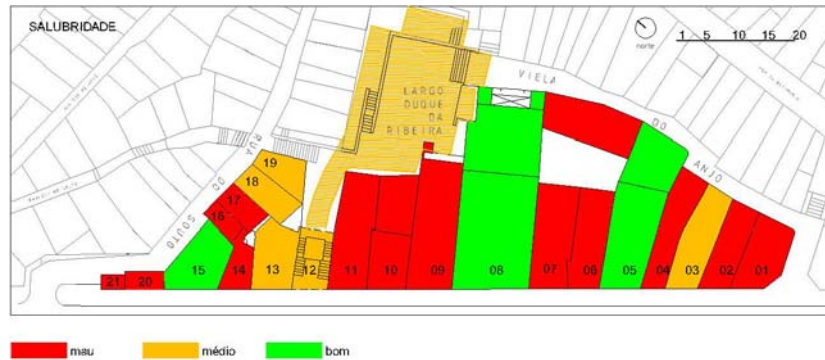 SALUBRIDADE
norte
1 5 10 15 20
VIELA
DO
ANJO
LARGO
DUQUE
DA
RIBEIRA
RUA
DO
SOUTO
19
18
17
16
21
20
15
14
13
12
11
10
09
08
07
06
05
04
03
02
01
mau
médio
bom